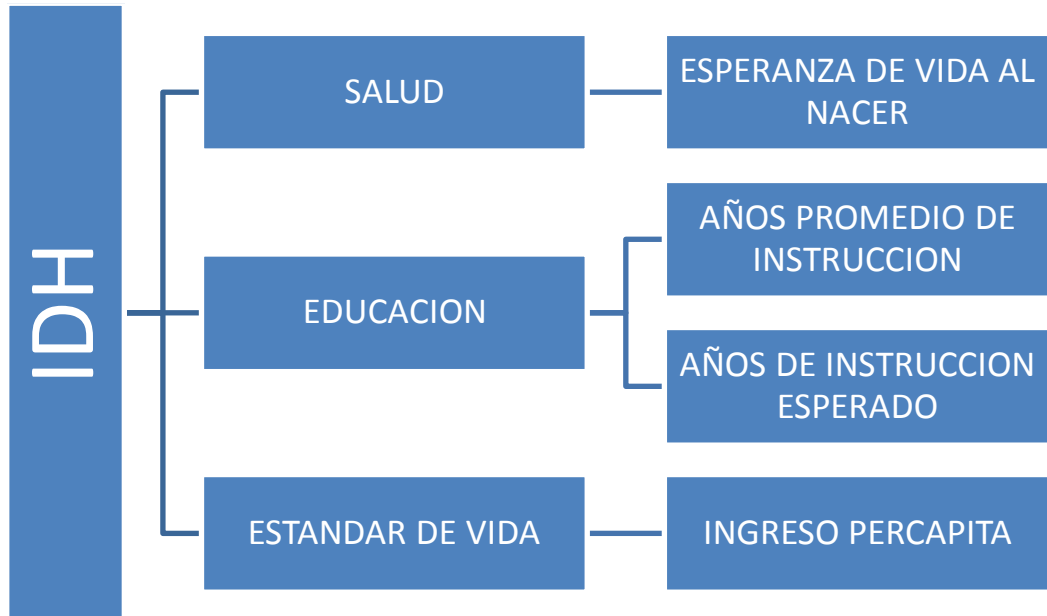 IDH
SALUD
ESPERANZA DE VIDA AL
NACER
EDUCACION
AÑOS PROMEDIO DE
INSTRUCCION
AÑOS DE INSTRUCCION
ESPERADO
ESTANDAR DE VIDA
INGRESO PERCAPITA